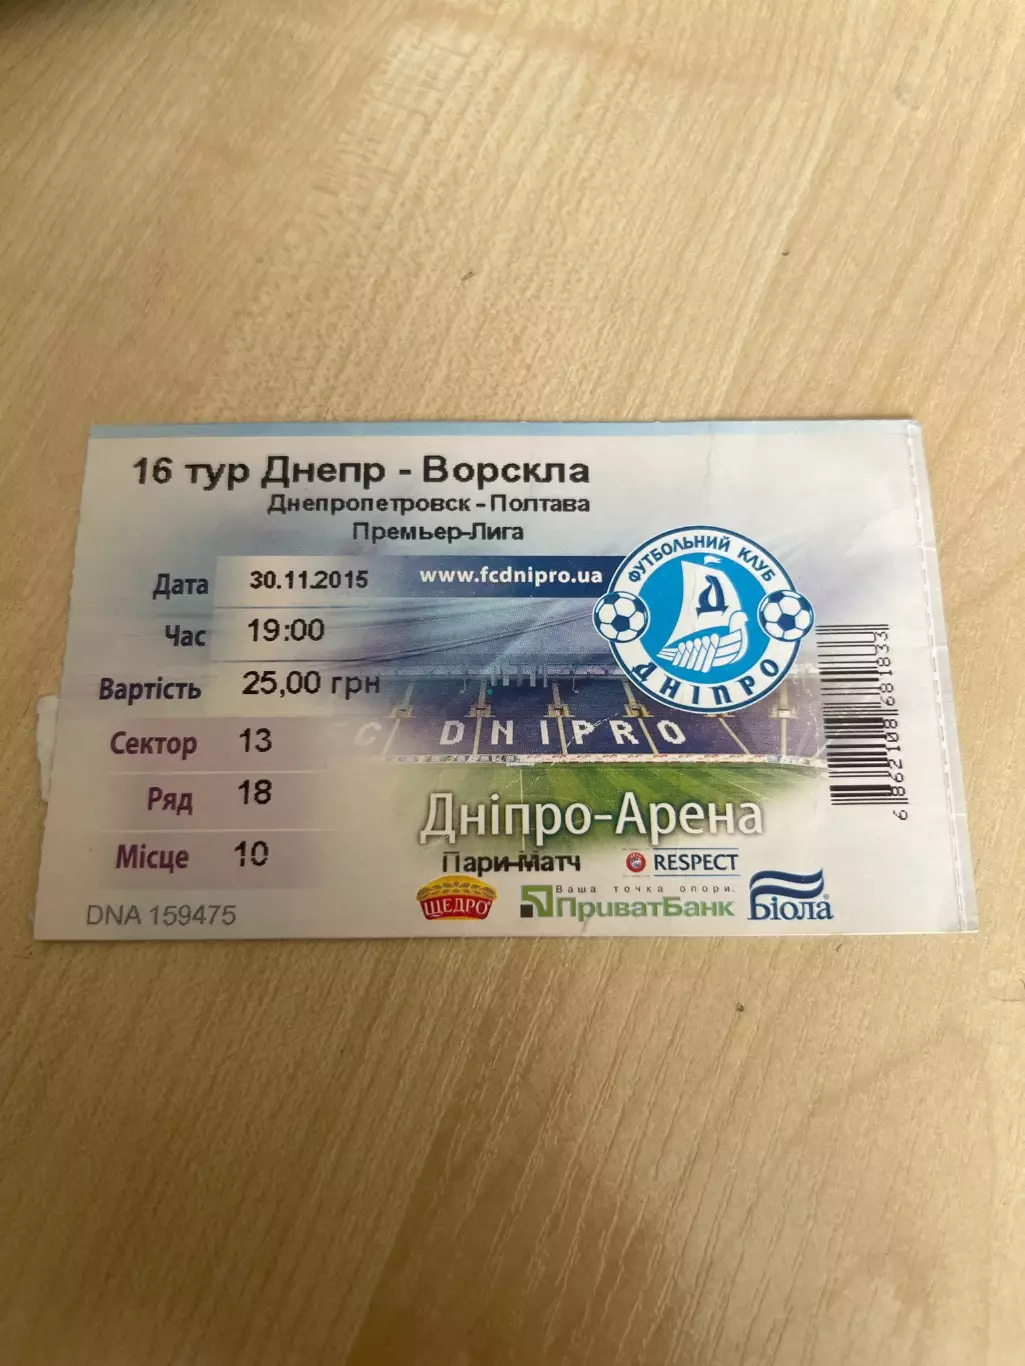 16 тур Днепр - Ворскла
Днепропетровск - Полтава
Премьер-Лига
Дата 30.11.2015 www.fcdnipro.ua
Час 19:00
Вартість 25,00 грн
Сектор 13
Ряд 18
Місце 10
DNA 159475
ФУТБОЛЬНИЙ КЛУБ
Д
ДНІПРО
C DNIPRO
Дніпро-Арена
Пари-Матч
RESPECT
ЩЕДРО
Ваша точка опори.
ПриватБанк
Біола
6862108681833